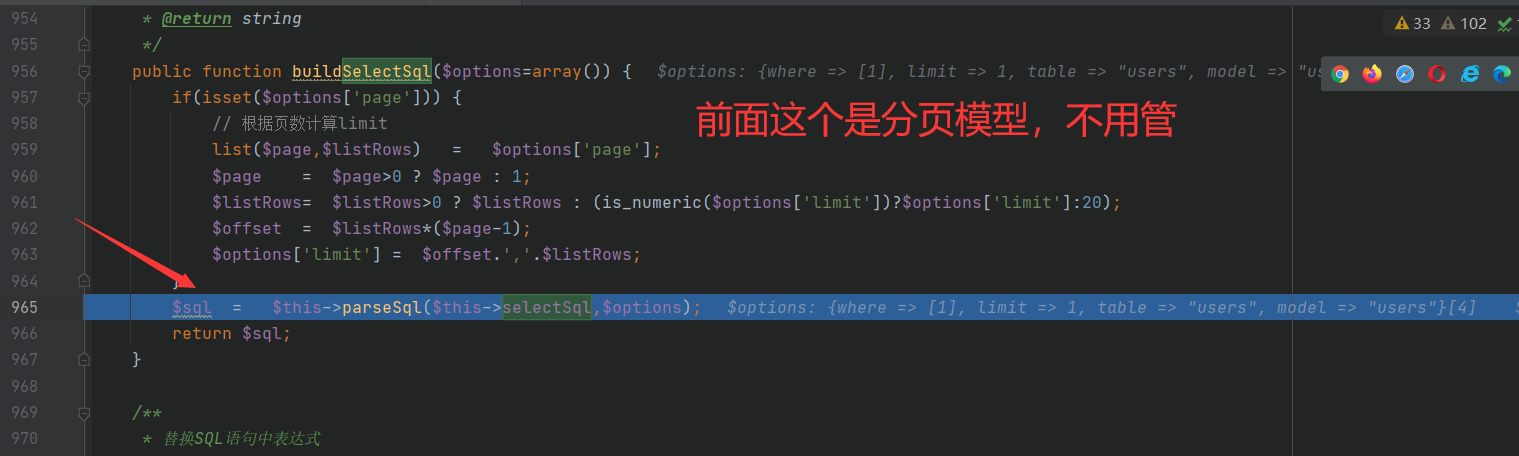 954 * @return string
955 */
33 102
956 public function buildSelectSql($options=array()) { $options: {where => [1], limit => 1, table => "users", model => "us
957 if(isset($options['page'])) {
前面这个是分页模型，不用管
958 // 根据页数计算limit
959 list($page,$listRows) = $options['page'];
960 $page = $page>0 ? $page : 1;
961 $listRows= $listRows>0 ? $listRows : (is_numeric($options['limit'])?$options['limit']:20);
962 $offset = $listRows*($page-1);
963 $options['limit'] = $offset.','.$listRows;
964 }
965 $sql = $this->parseSql($this->selectSql,$options); $options: {where => [1], limit => 1, table => "users", model => "users"}[4]
966 return $sql;
967 }
968
969 /**
970 * 替换SQL语句中表达式